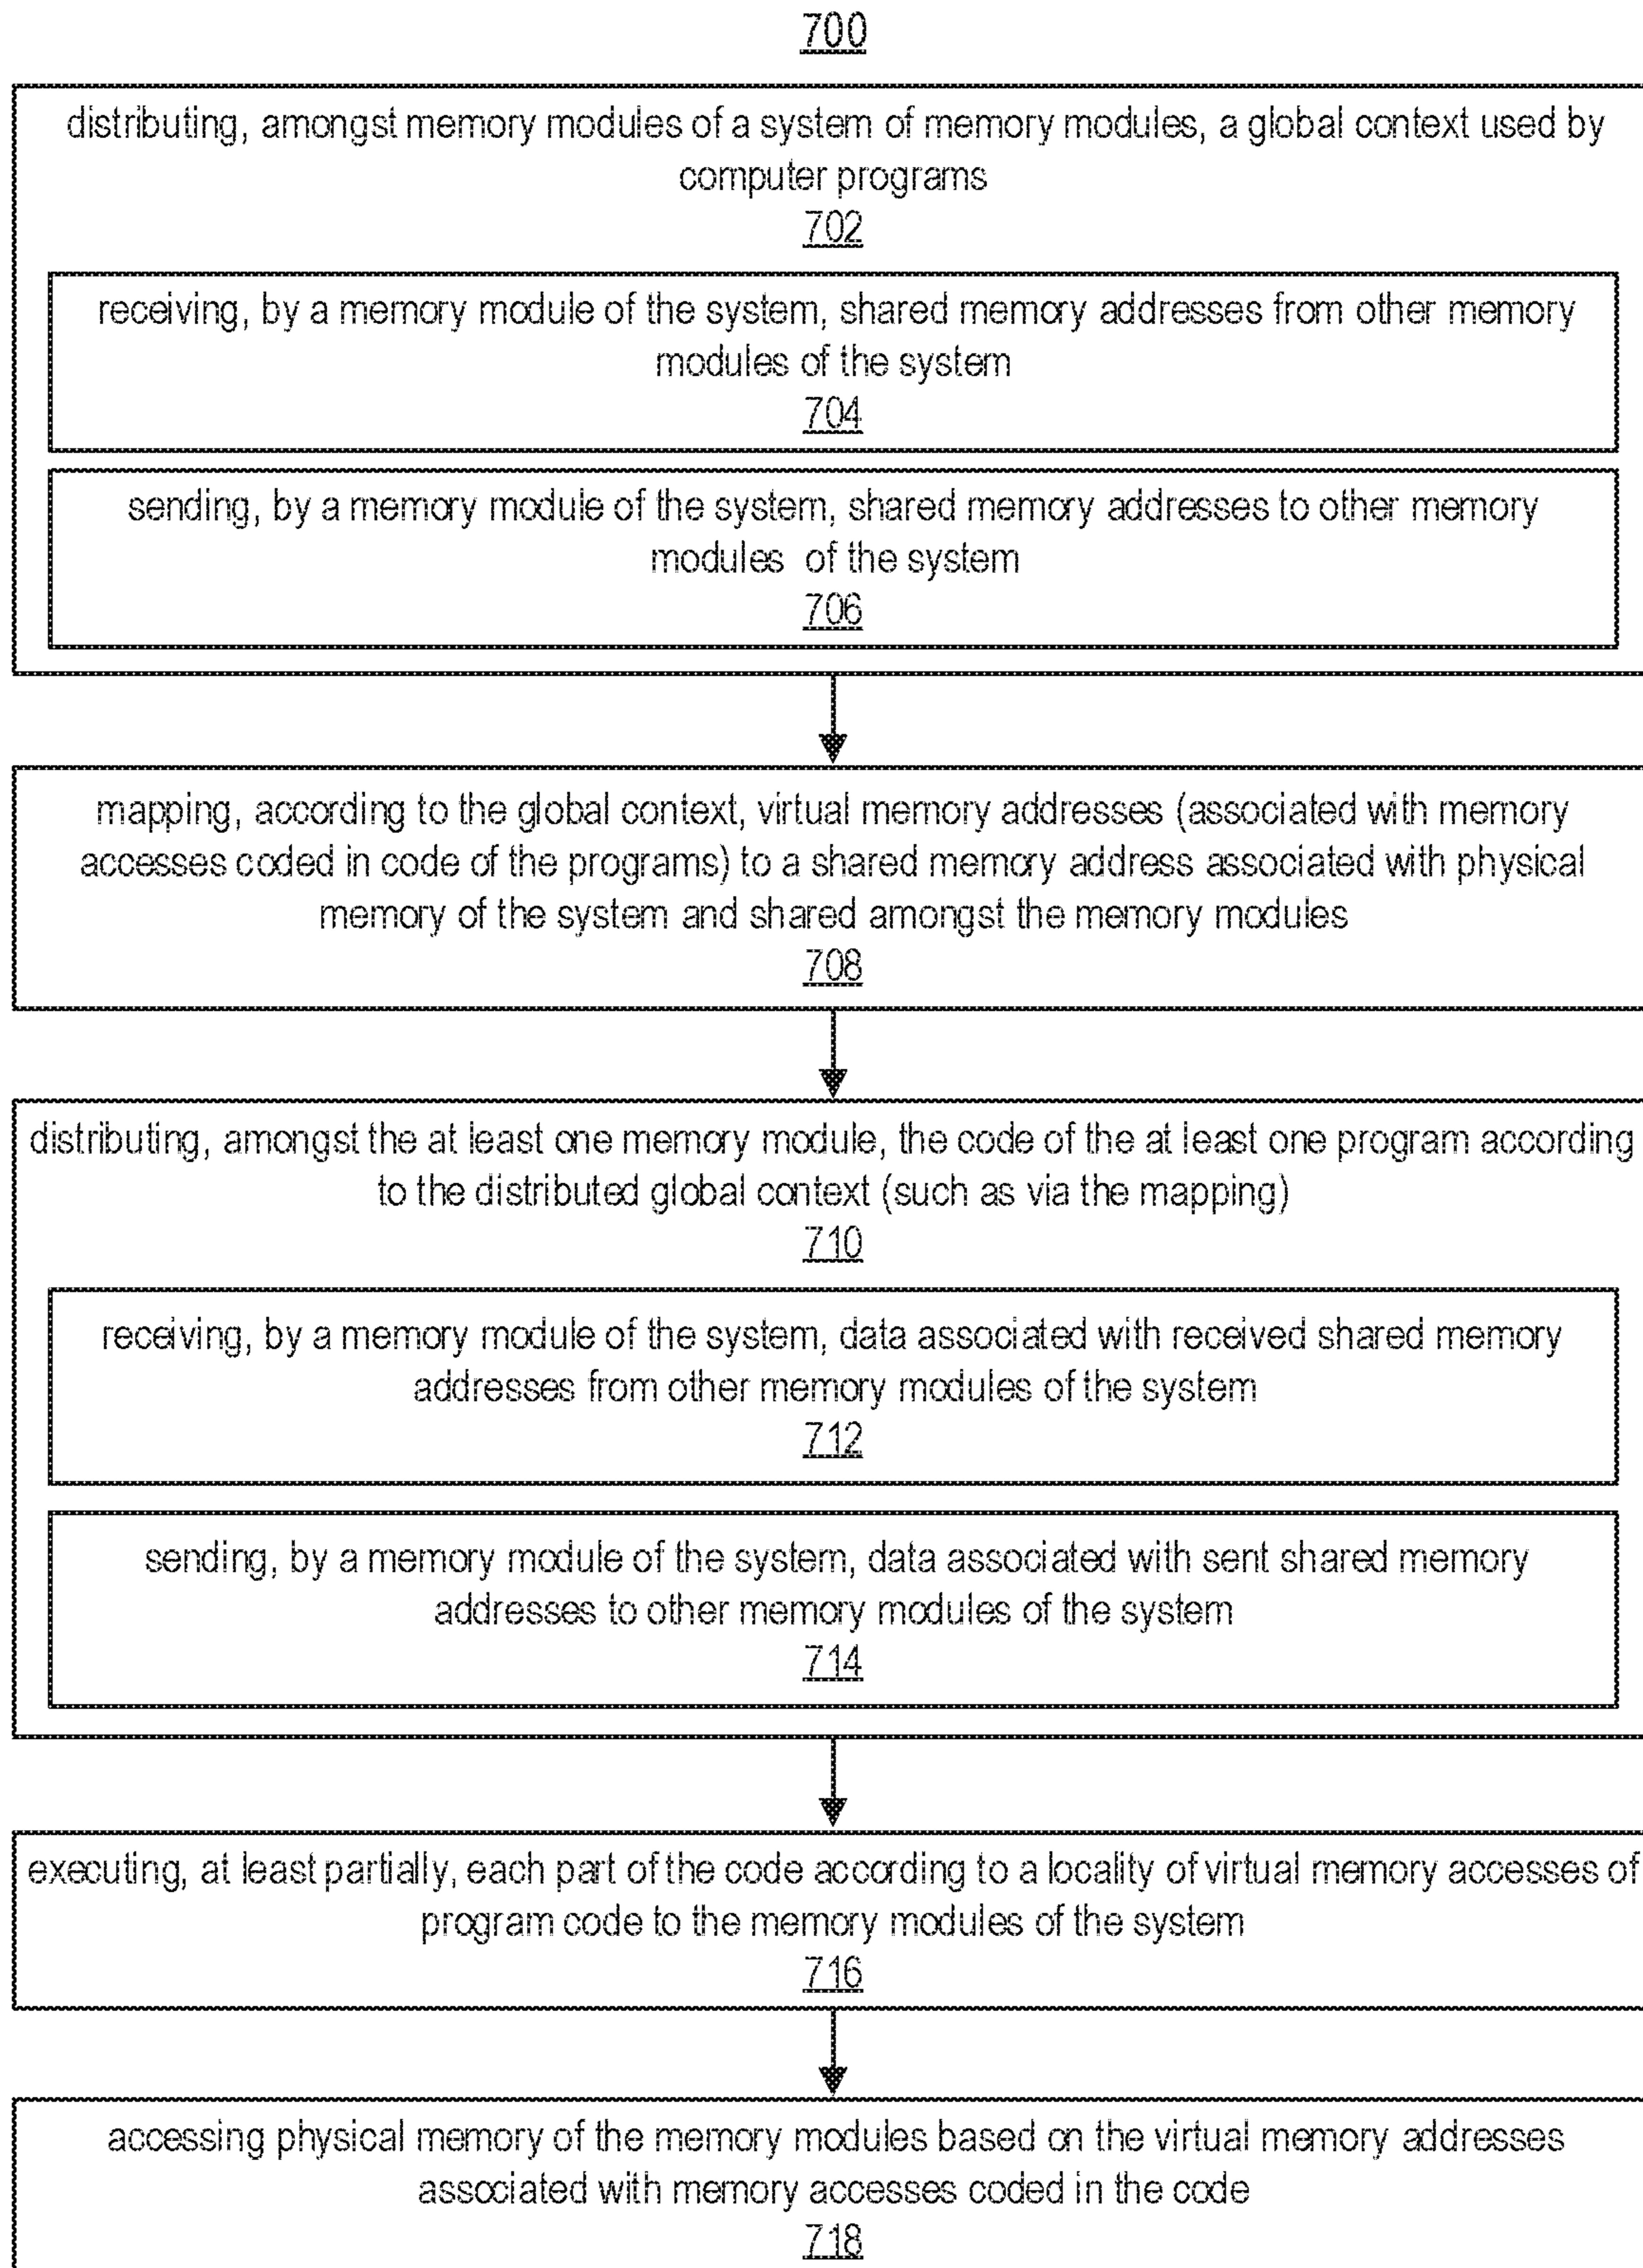 700
distributing, amongst memory modules of a system of memory modules, a global context used by
computer programs
702
receiving, by a memory module of the system, shared memory addresses from other memory
modules of the system
704
sending, by a memory module of the system, shared memory addresses to other memory
modules of the system
706
mapping, according to the global context, virtual memory addresses (associated with memory
accesses coded in code of the programs) to a shared memory address associated with physical
memory of the system and shared amongst the memory modules
708
distributing, amongst the at least one memory module, the code of the at least one program according
to the distributed global context (such as via the mapping)
710
receiving, by a memory module of the system, data associated with received shared memory
addresses from other memory modules of the system
712
sending, by a memory module of the system, data associated with sent shared memory
addresses to other memory modules of the system
714
executing, at least partially, each part of the code according to a locality of virtual memory accesses of
program code to the memory modules of the system
716
accessing physical memory of the memory modules based on the virtual memory addresses
associated with memory accesses coded in the code
718